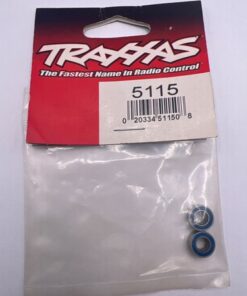 TRAXXAS
The Fastest Name In Radio Control
5115
0 20334 51150 8